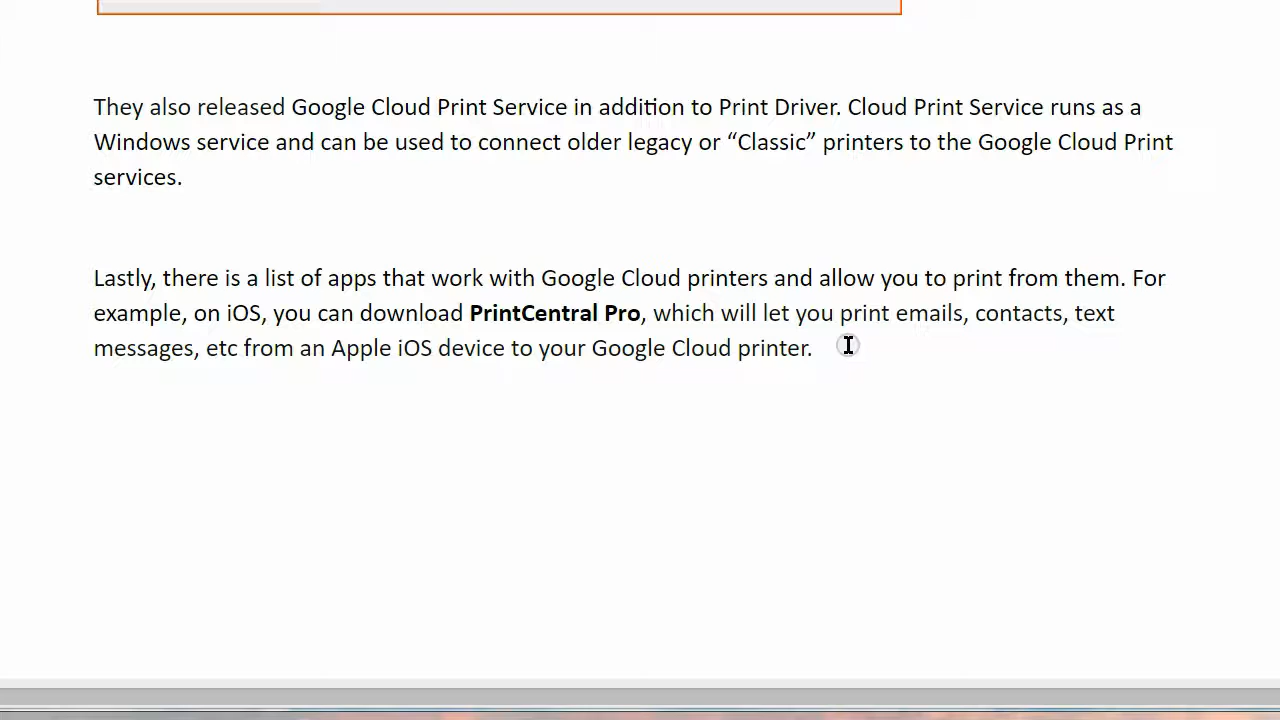 They also released Google Cloud Print Service in addition to Print Driver. Cloud Print Service runs as a
Windows service and can be used to connect older legacy or “Classic” printers to the Google Cloud Print
services.
Lastly, there is a list of apps that work with Google Cloud printers and allow you to print from them. For
example, on iOS, you can download PrintCentral Pro, which will let you print emails, contacts, text
messages, etc from an Apple iOS device to your Google Cloud printer.